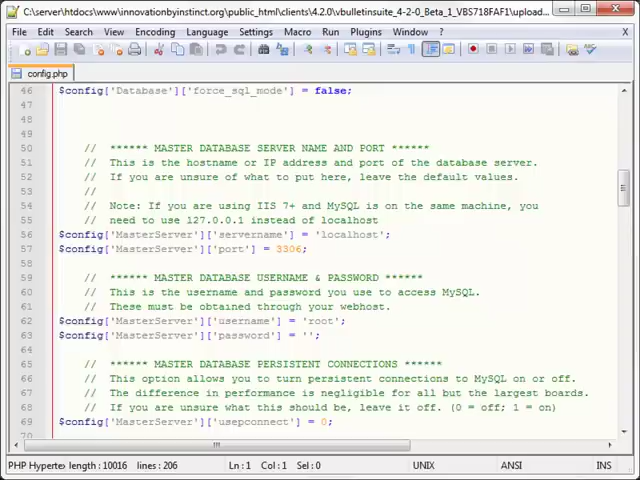 C:\server\htdocs\www\innovationbyinstinct.org\public_html\clients\4.2.0\vbulletinsuite_4-2-0_Beta_1_VBS718FAF1\upload...
File Edit Search View Encoding Language Settings Macro Run Plugins Window ? X
config.php
46 $config['Database']['force_sql_mode'] = false;
47
48
49
50 // ****** MASTER DATABASE SERVER NAME AND PORT ******
51 // This is the hostname or IP address and port of the database server.
52 // If you are unsure of what to put here, leave the default values.
53 //
54 // Note: If you are using IIS 7+ and MySQL is on the same machine, you
55 // need to use 127.0.0.1 instead of localhost
56 $config['MasterServer']['servername'] = 'localhost';
57 $config['MasterServer']['port'] = 3306;
58
59 // ****** MASTER DATABASE USERNAME & PASSWORD ******
60 // This is the username and password you use to access MySQL.
61 // These must be obtained through your webhost.
62 $config['MasterServer']['username'] = 'root';
63 $config['MasterServer']['password'] = '';
64
65 // ****** MASTER DATABASE PERSISTENT CONNECTIONS ******
66 // This option allows you to turn persistent connections to MySQL on or off.
67 // The difference in performance is negligible for all but the largest boards.
68 // If you are unsure what this should be, leave it off. (0 = off; 1 = on)
69 $config['MasterServer']['usepconnect'] = 0;
70
PHP Hypertex length : 10016 lines : 206 Ln : 1 Col : 1 Sel : 0 UNIX ANSI INS